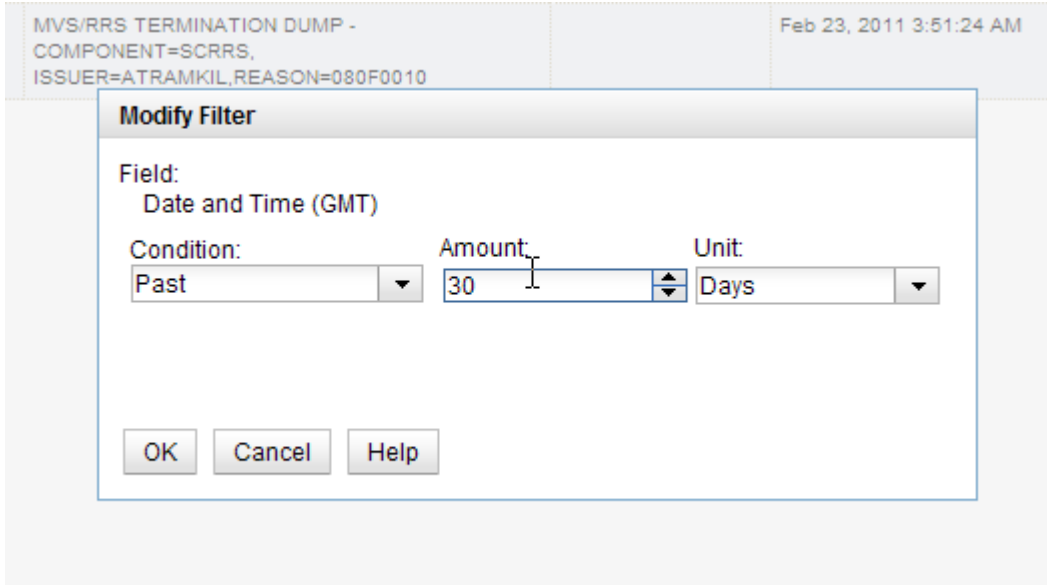 MVS/RRS TERMINATION DUMP - Feb 23, 2011 3:51:24 AM
COMPONENT=SCRRS,
ISSUER=ATRAMKIL,REASON=080F0010
Modify Filter
Field:
Date and Time (GMT)
Condition: Amount: Unit:
Past 30 Days
OK Cancel Help